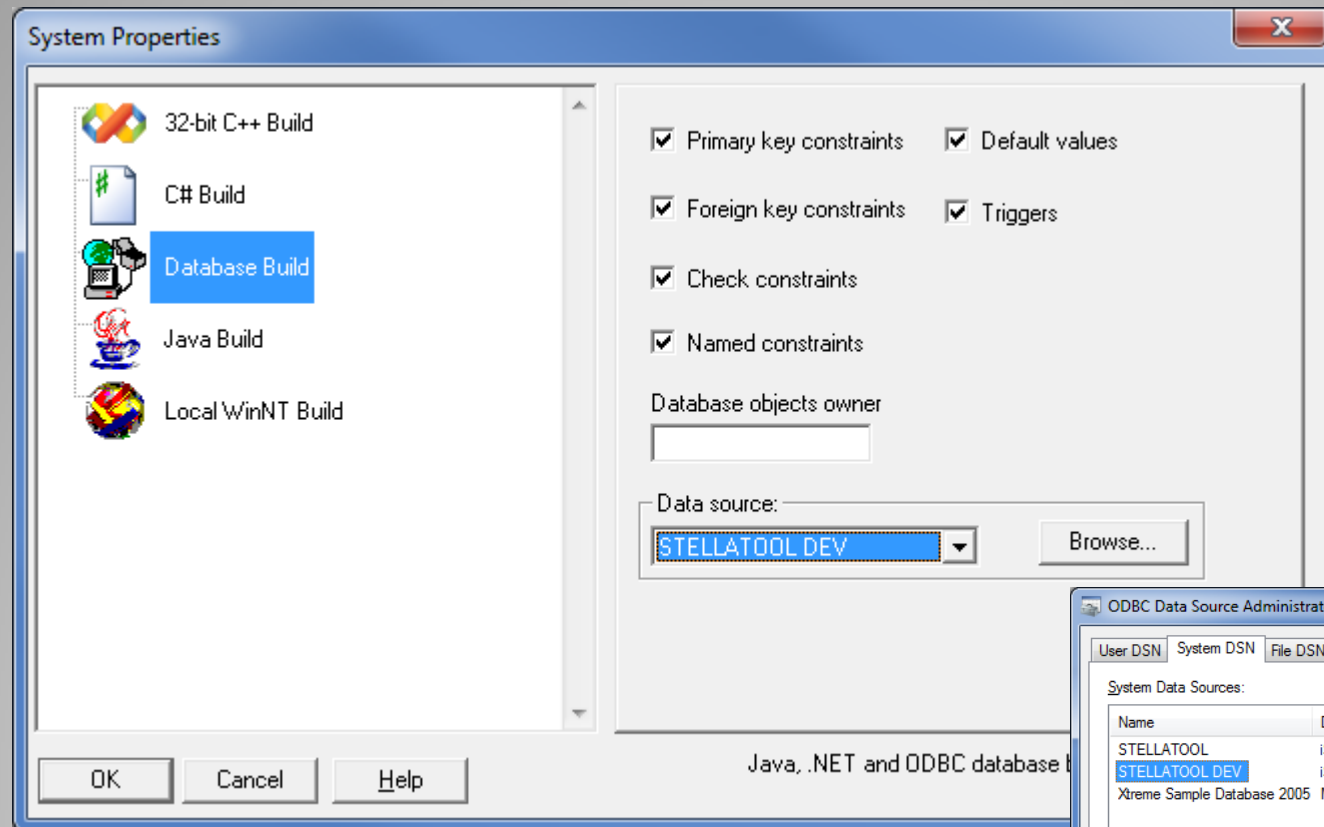 System Properties
32-bit C++ Build
C# Build
Database Build
Java Build
Local WinNT Build
Primary key constraints
Default values
Foreign key constraints
Triggers
Check constraints
Named constraints
Database objects owner
Data source:
STELLATOOL DEV
Browse...
OK
Cancel
Help
Java, .NET and ODBC database
ODBC Data Source Administrat
User DSN
System DSN
File DSN
System Data Sources:
Name
STELLATOOL
STELLATOOL DEV
Xtreme Sample Database 2005